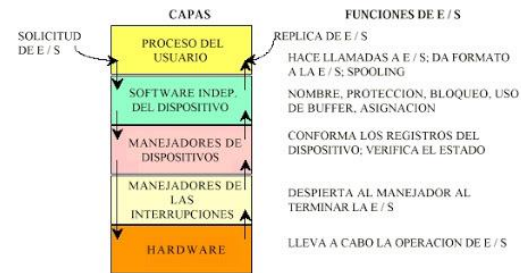 CAPAS
FUNCIONES DE E / S
SOLICITUD
DE E / S
PROCESO DEL
USUARIO
REPLICA DE E / S
HACE LLAMADAS A E / S; DA FORMATO
A LA E / S; SPOOLING
SOFTWARE INDEP.
DEL DISPOSITIVO
NOMBRE, PROTECCION, BLOQUEO, USO
DE BUFFER, ASIGNACION
MANEJADORES DE
DISPOSITIVOS
CONFORMA LOS REGISTROS DEL
DISPOSITIVO; VERIFICA EL ESTADO
MANEJADORES DE
LAS
INTERRUPCIONES
DESPIERTA AL MANEJADOR AL
TERMINAR LA E / S
HARDWARE
LLEVA A CABO LA OPERACION DE E / S